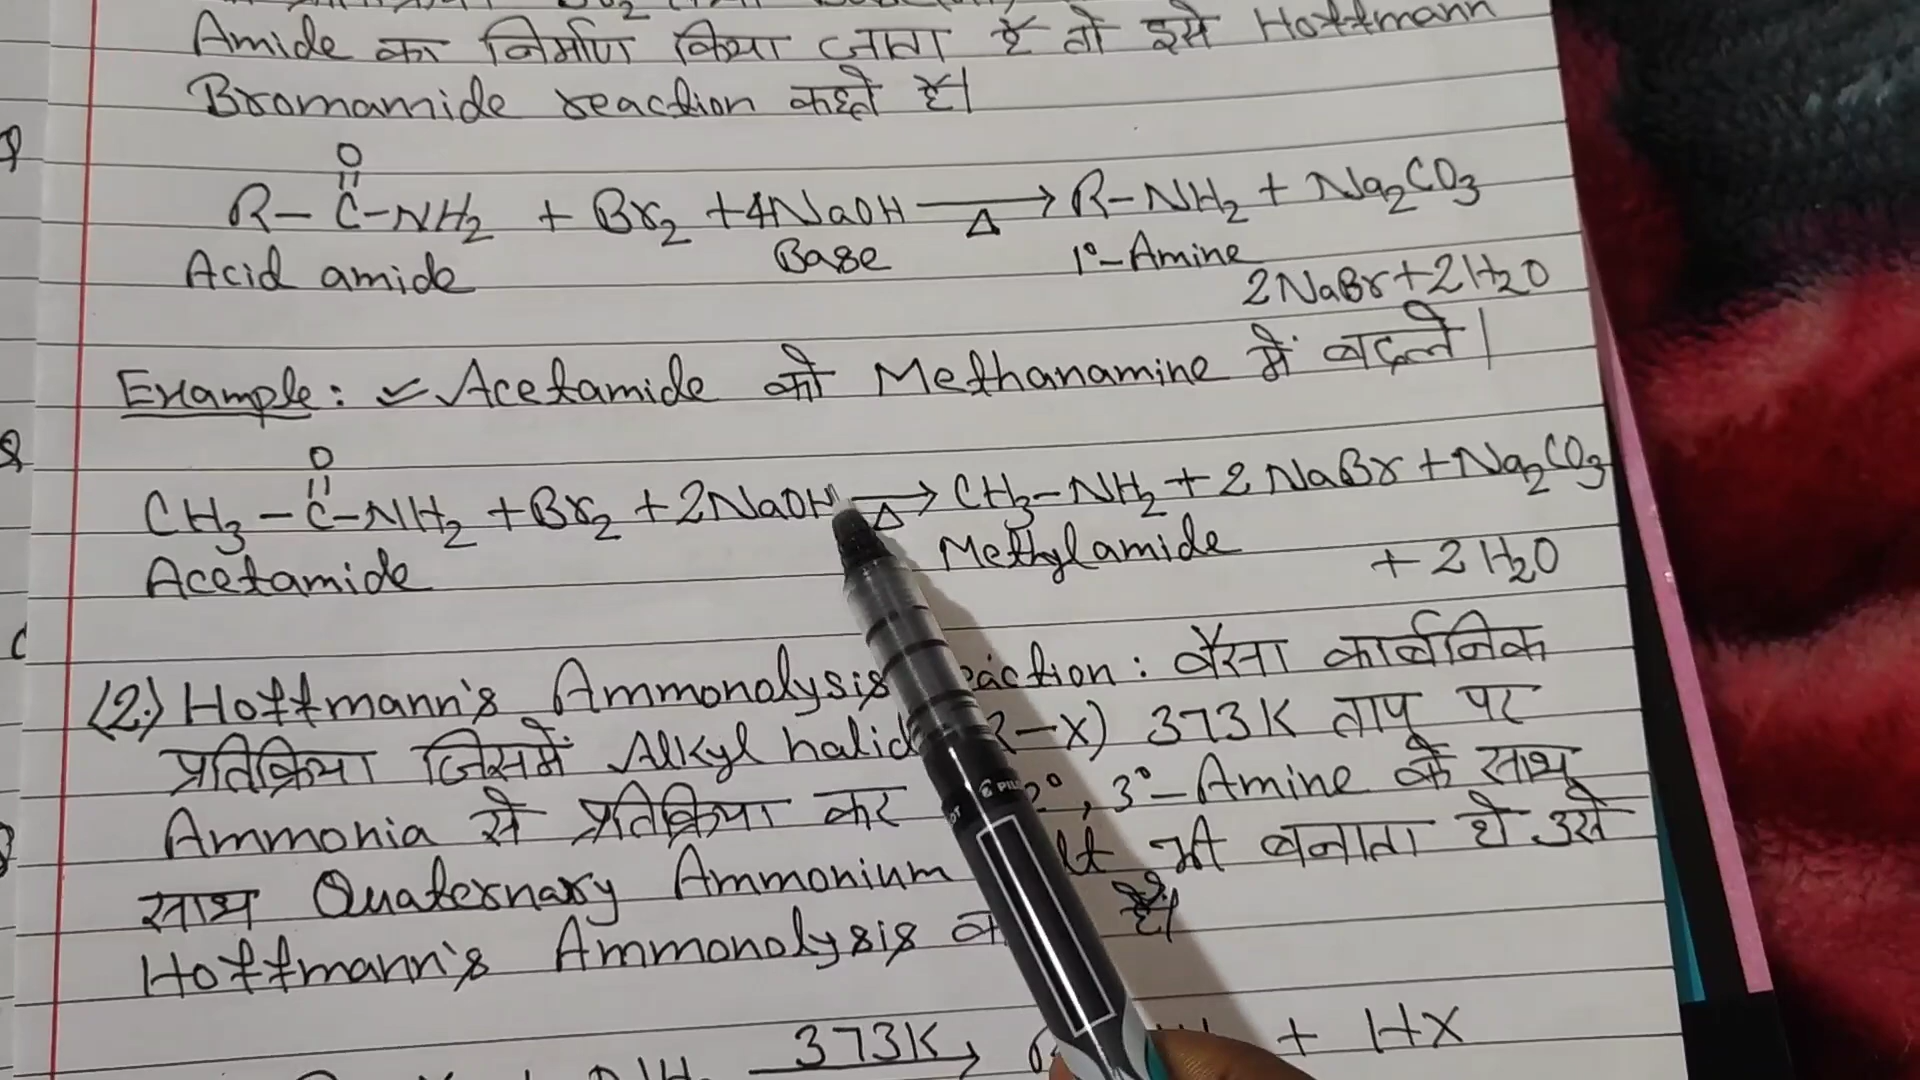 Amide का निर्माण किया जाता है तो इसे Hoffmann
Bromamide reaction कहते हैं।
O
R-C-NH2 + Br2 +4NaOH → R-NH2 + Na2CO3
Δ
Acid amide Base 1°-Amine
2NaBr+2H2O
Example: ✓ Acetamide को Methanamine में बदलें।
O
CH3-C-NH2 +Br2 +2NaOH → CH3-NH2 + 2NaBr+Na2CO3
Δ
Acetamide Methylamide + 2H2O
(2.) Hoffmann's Ammonolysis : वैसा कार्बनिक
प्रतिक्रिया जिसमें Alkyl 373K ताप पर
Ammonia से प्रतिक्रिया कर 2°, 3°-Amine के साथ
साथ Quaternary Ammonium भी बनाता है उसे
Hoffmann's Ammonolysis हैं।
373K → + HX